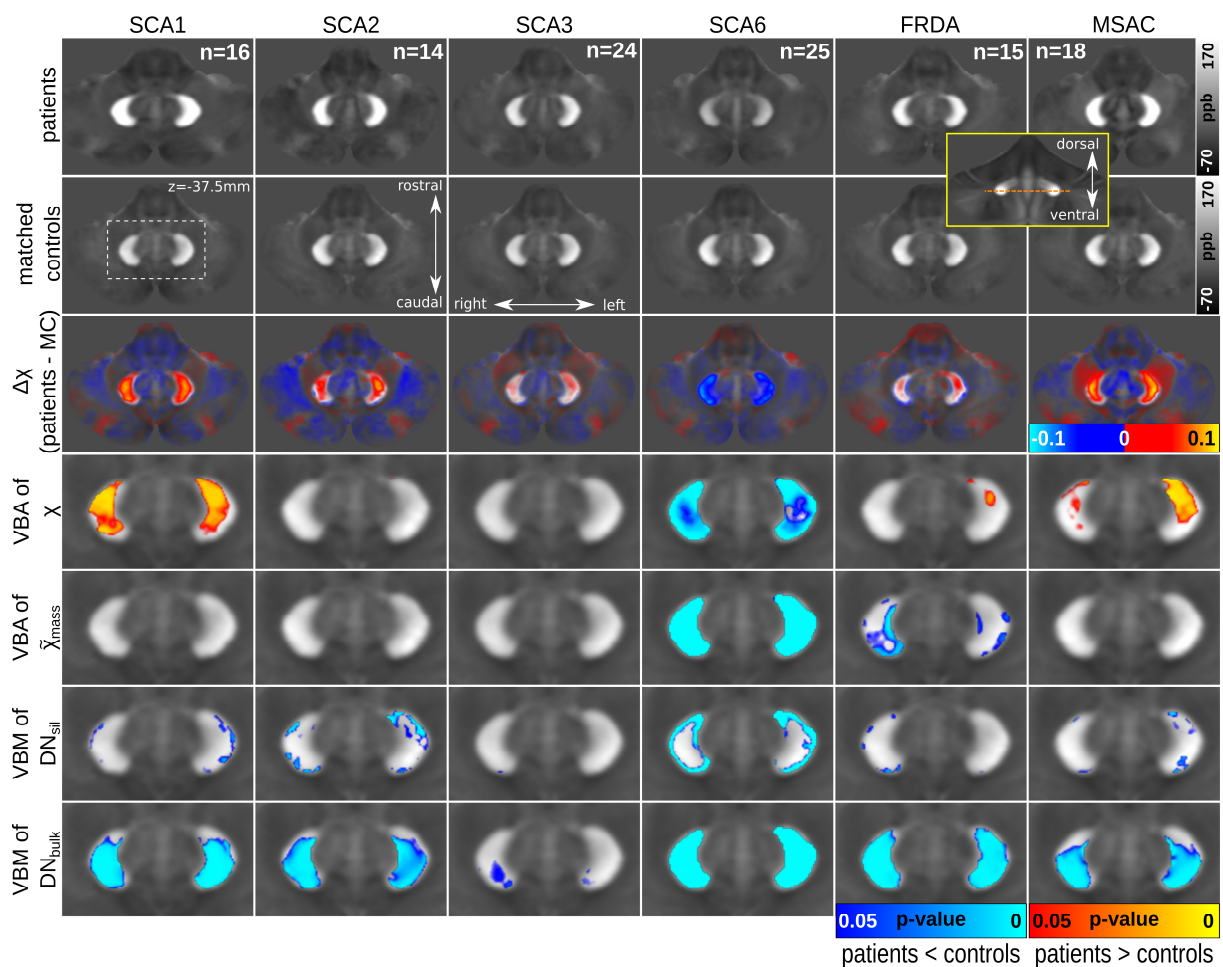 SCA1 SCA2 SCA3 SCA6 FRDA MSAC
n=16 n=14 n=24 n=25 n=15 n=18
patients
170
ppb
-70
dorsal
ventral
matched
controls
z=-37.5mm
rostral
caudal
right left
170
ppb
-70
Δχ
(patients - MC)
-0.1 0 0.1
VBA of
χ
VBA of
χ̃mass
VBM of
DNsil
VBM of
DNbulk
0.05 p-value 0
0.05 p-value 0
patients < controls
patients > controls